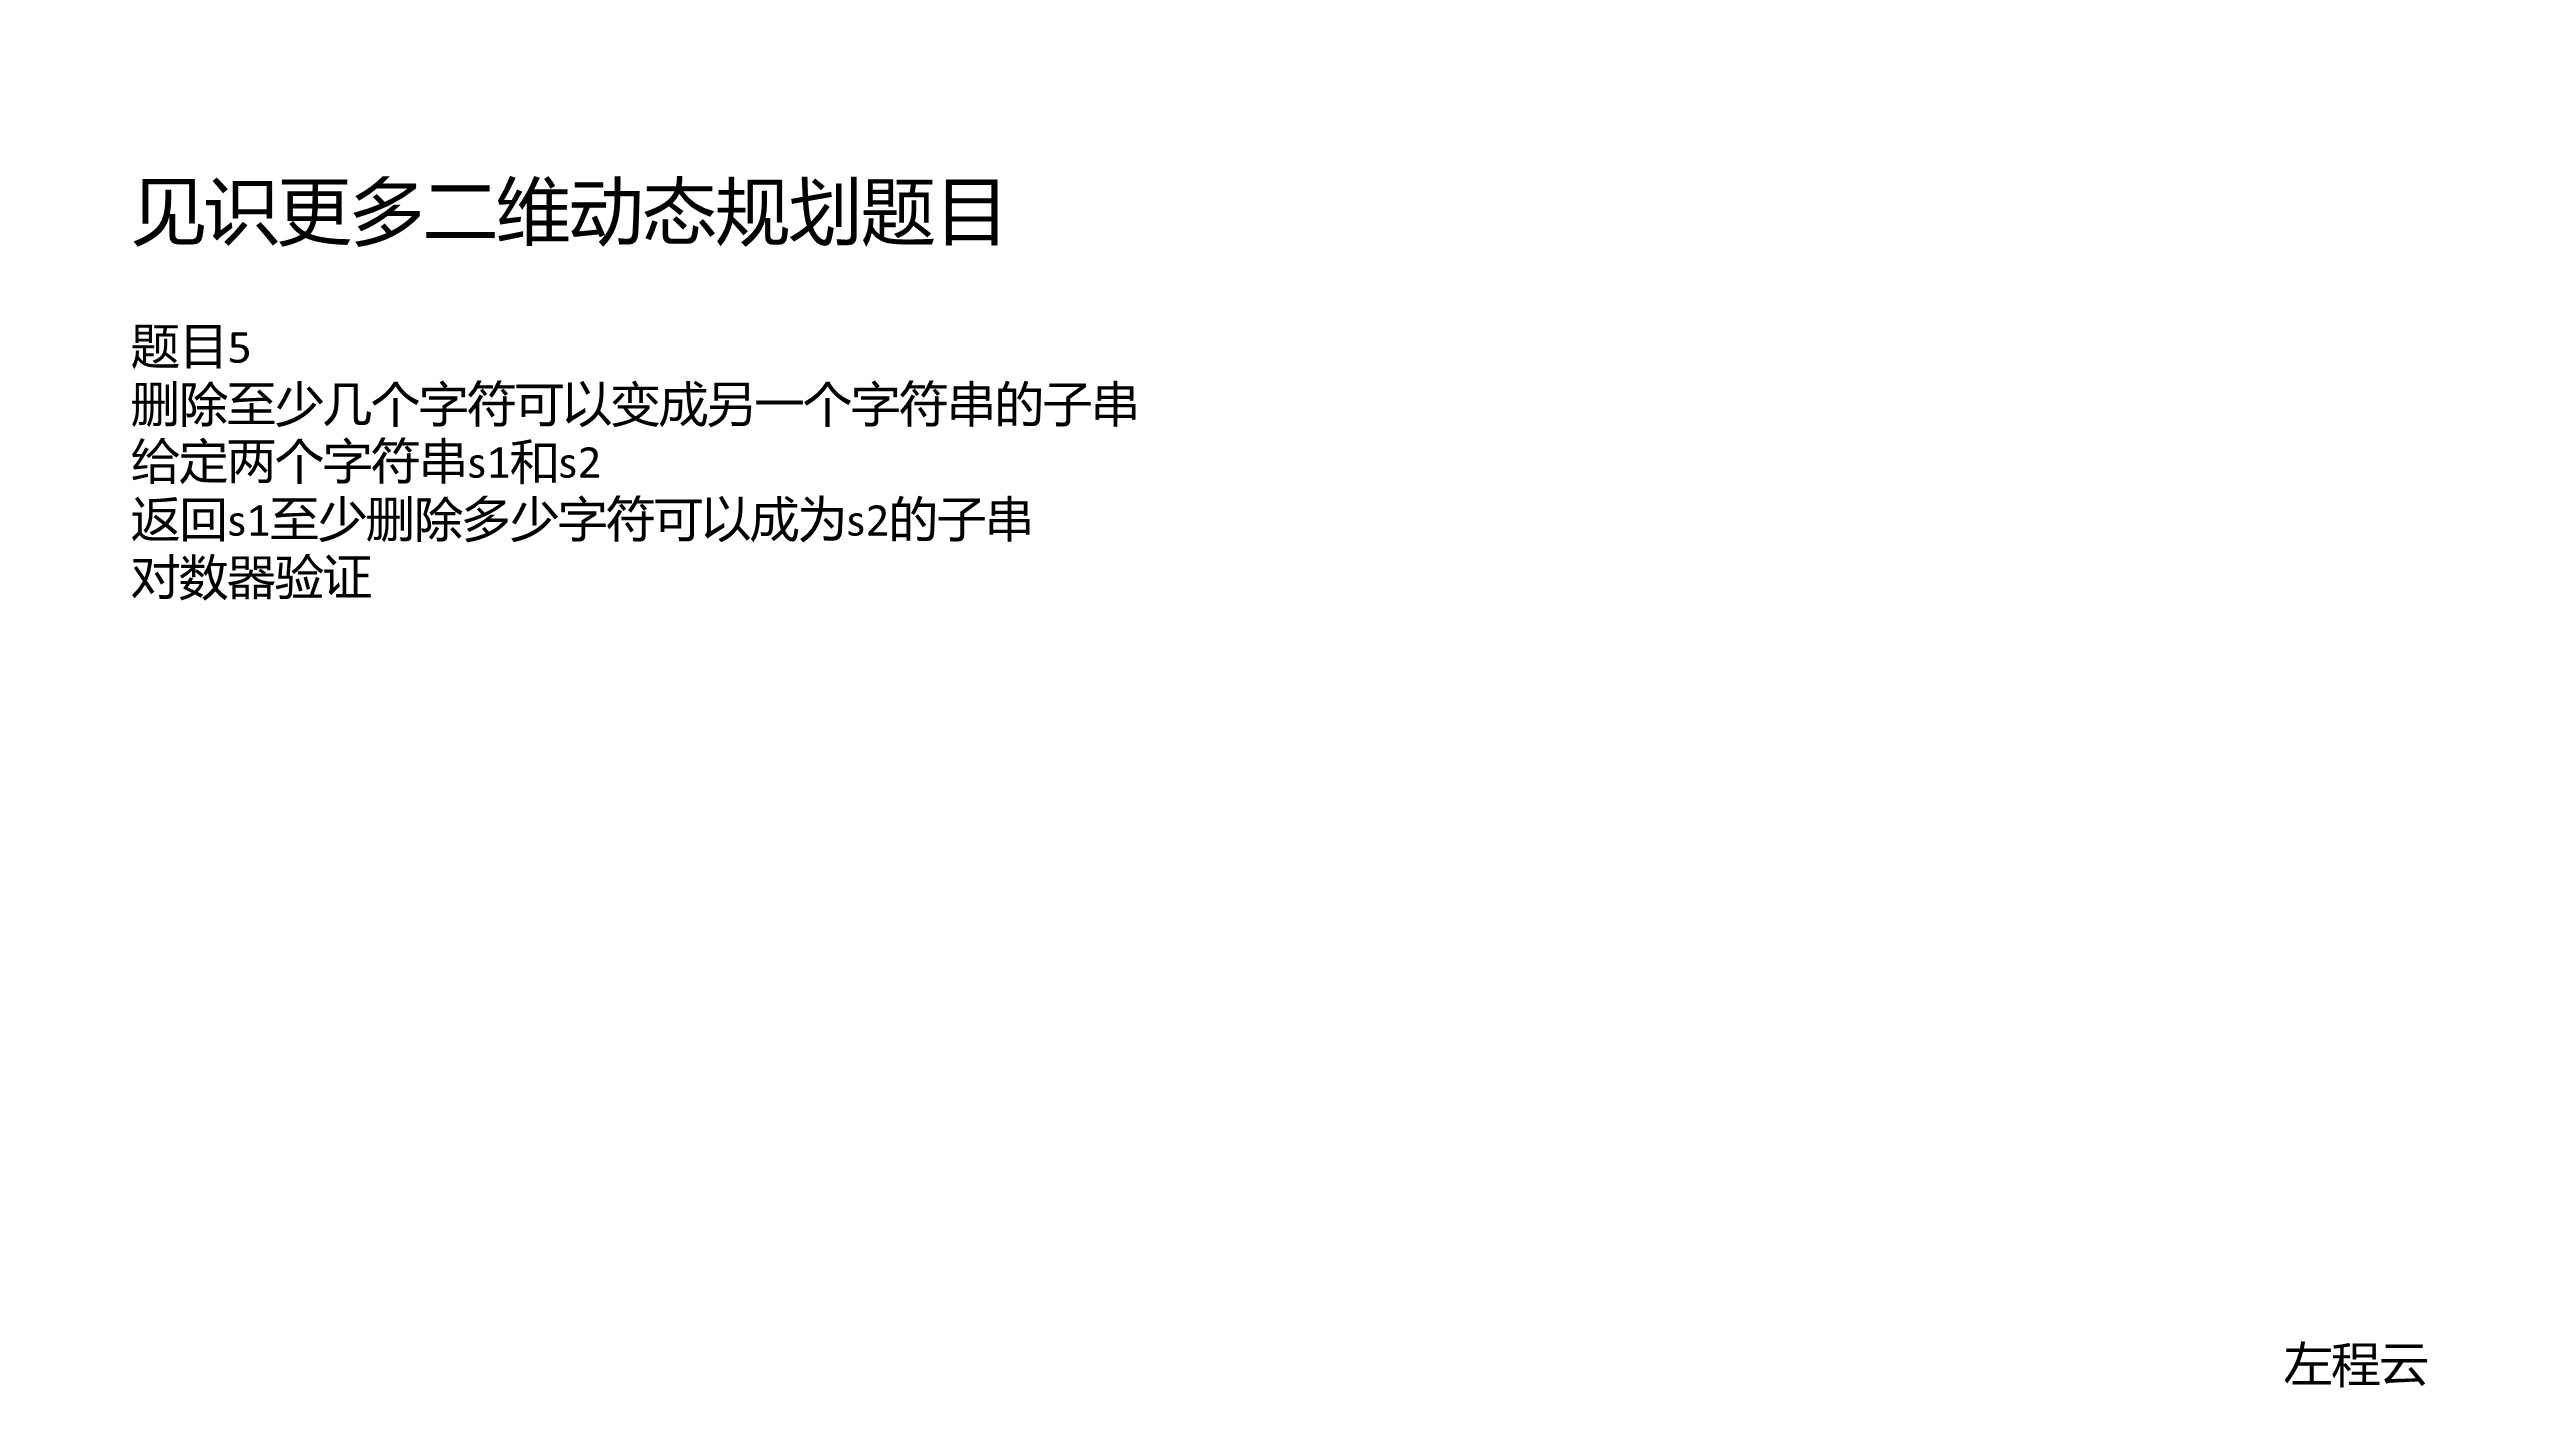 见识更多二维动态规划题目
题目5
删除至少几个字符可以变成另一个字符串的子串
给定两个字符串s1和s2
返回s1至少删除多少字符可以成为s2的子串
对数器验证
左程云